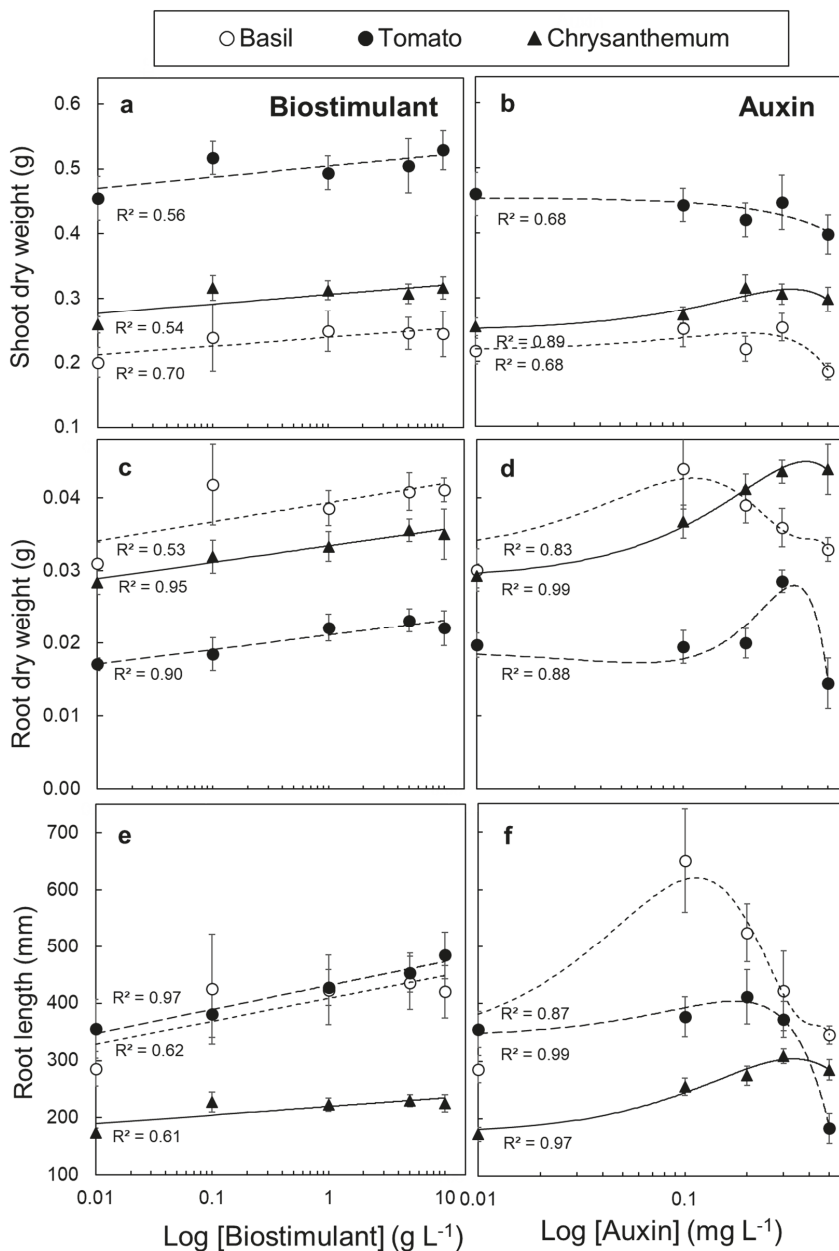 Basil Tomato Chrysanthemum
a Biostimulant
b Auxin
Shoot dry weight (g)
0.6
0.5
0.4
0.3
0.2
0.1
R² = 0.56
R² = 0.54
R² = 0.70
R² = 0.68
R² = 0.89
R² = 0.68
c
d
Root dry weight (g)
0.04
0.03
0.02
0.01
0.00
R² = 0.53
R² = 0.95
R² = 0.90
R² = 0.83
R² = 0.99
R² = 0.88
e
f
Root length (mm)
700
600
500
400
300
200
100
R² = 0.97
R² = 0.62
R² = 0.61
R² = 0.87
R² = 0.99
R² = 0.97
0.01 0.1 1 10
0.01 0.1
Log [Biostimulant] (g L⁻¹)
Log [Auxin] (mg L⁻¹)